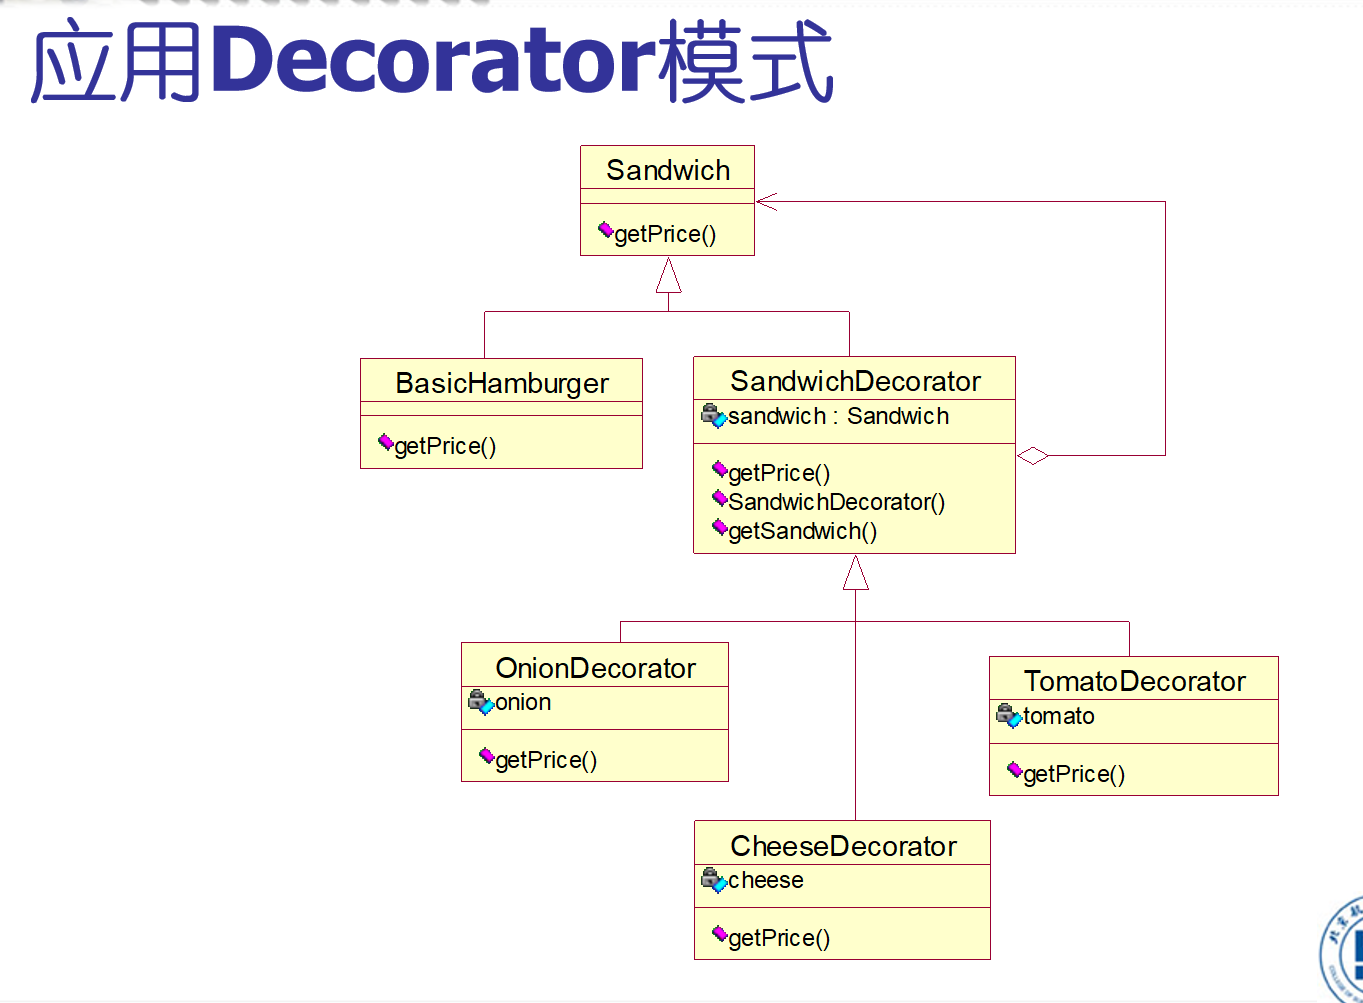 应用Decorator模式
Sandwich
getPrice()
BasicHamburger
getPrice()
SandwichDecorator
sandwich : Sandwich
getPrice()
SandwichDecorator()
getSandwich()
OnionDecorator
onion
getPrice()
TomatoDecorator
tomato
getPrice()
CheeseDecorator
cheese
getPrice()